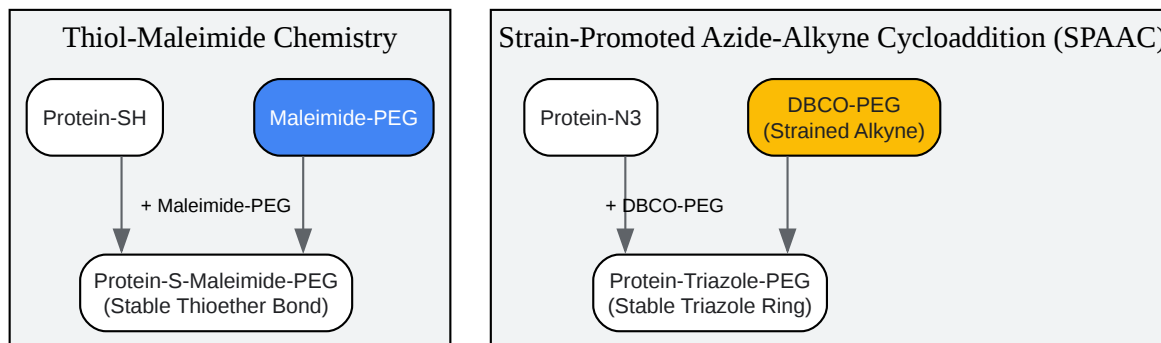 Thiol-Maleimide Chemistry
Protein-SH
Maleimide-PEG
+ Maleimide-PEG
Protein-S-Maleimide-PEG
(Stable Thioether Bond)
Strain-Promoted Azide-Alkyne Cycloaddition (SPAAC)
Protein-N3
DBCO-PEG
(Strained Alkyne)
+ DBCO-PEG
Protein-Triazole-PEG
(Stable Triazole Ring)